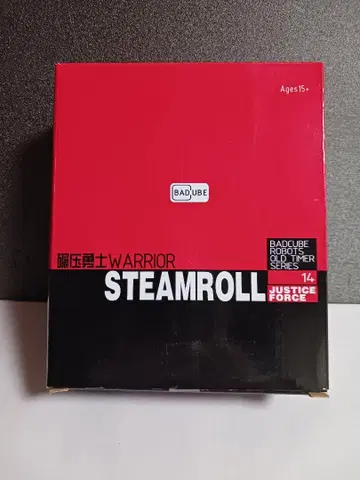 Ages15+
BADCUBE
碾压勇士WARRIOR
STEAMROLL
BADCUBE
ROBOTS
OLD TIMER
SERIES
14
JUSTICE
FORCE